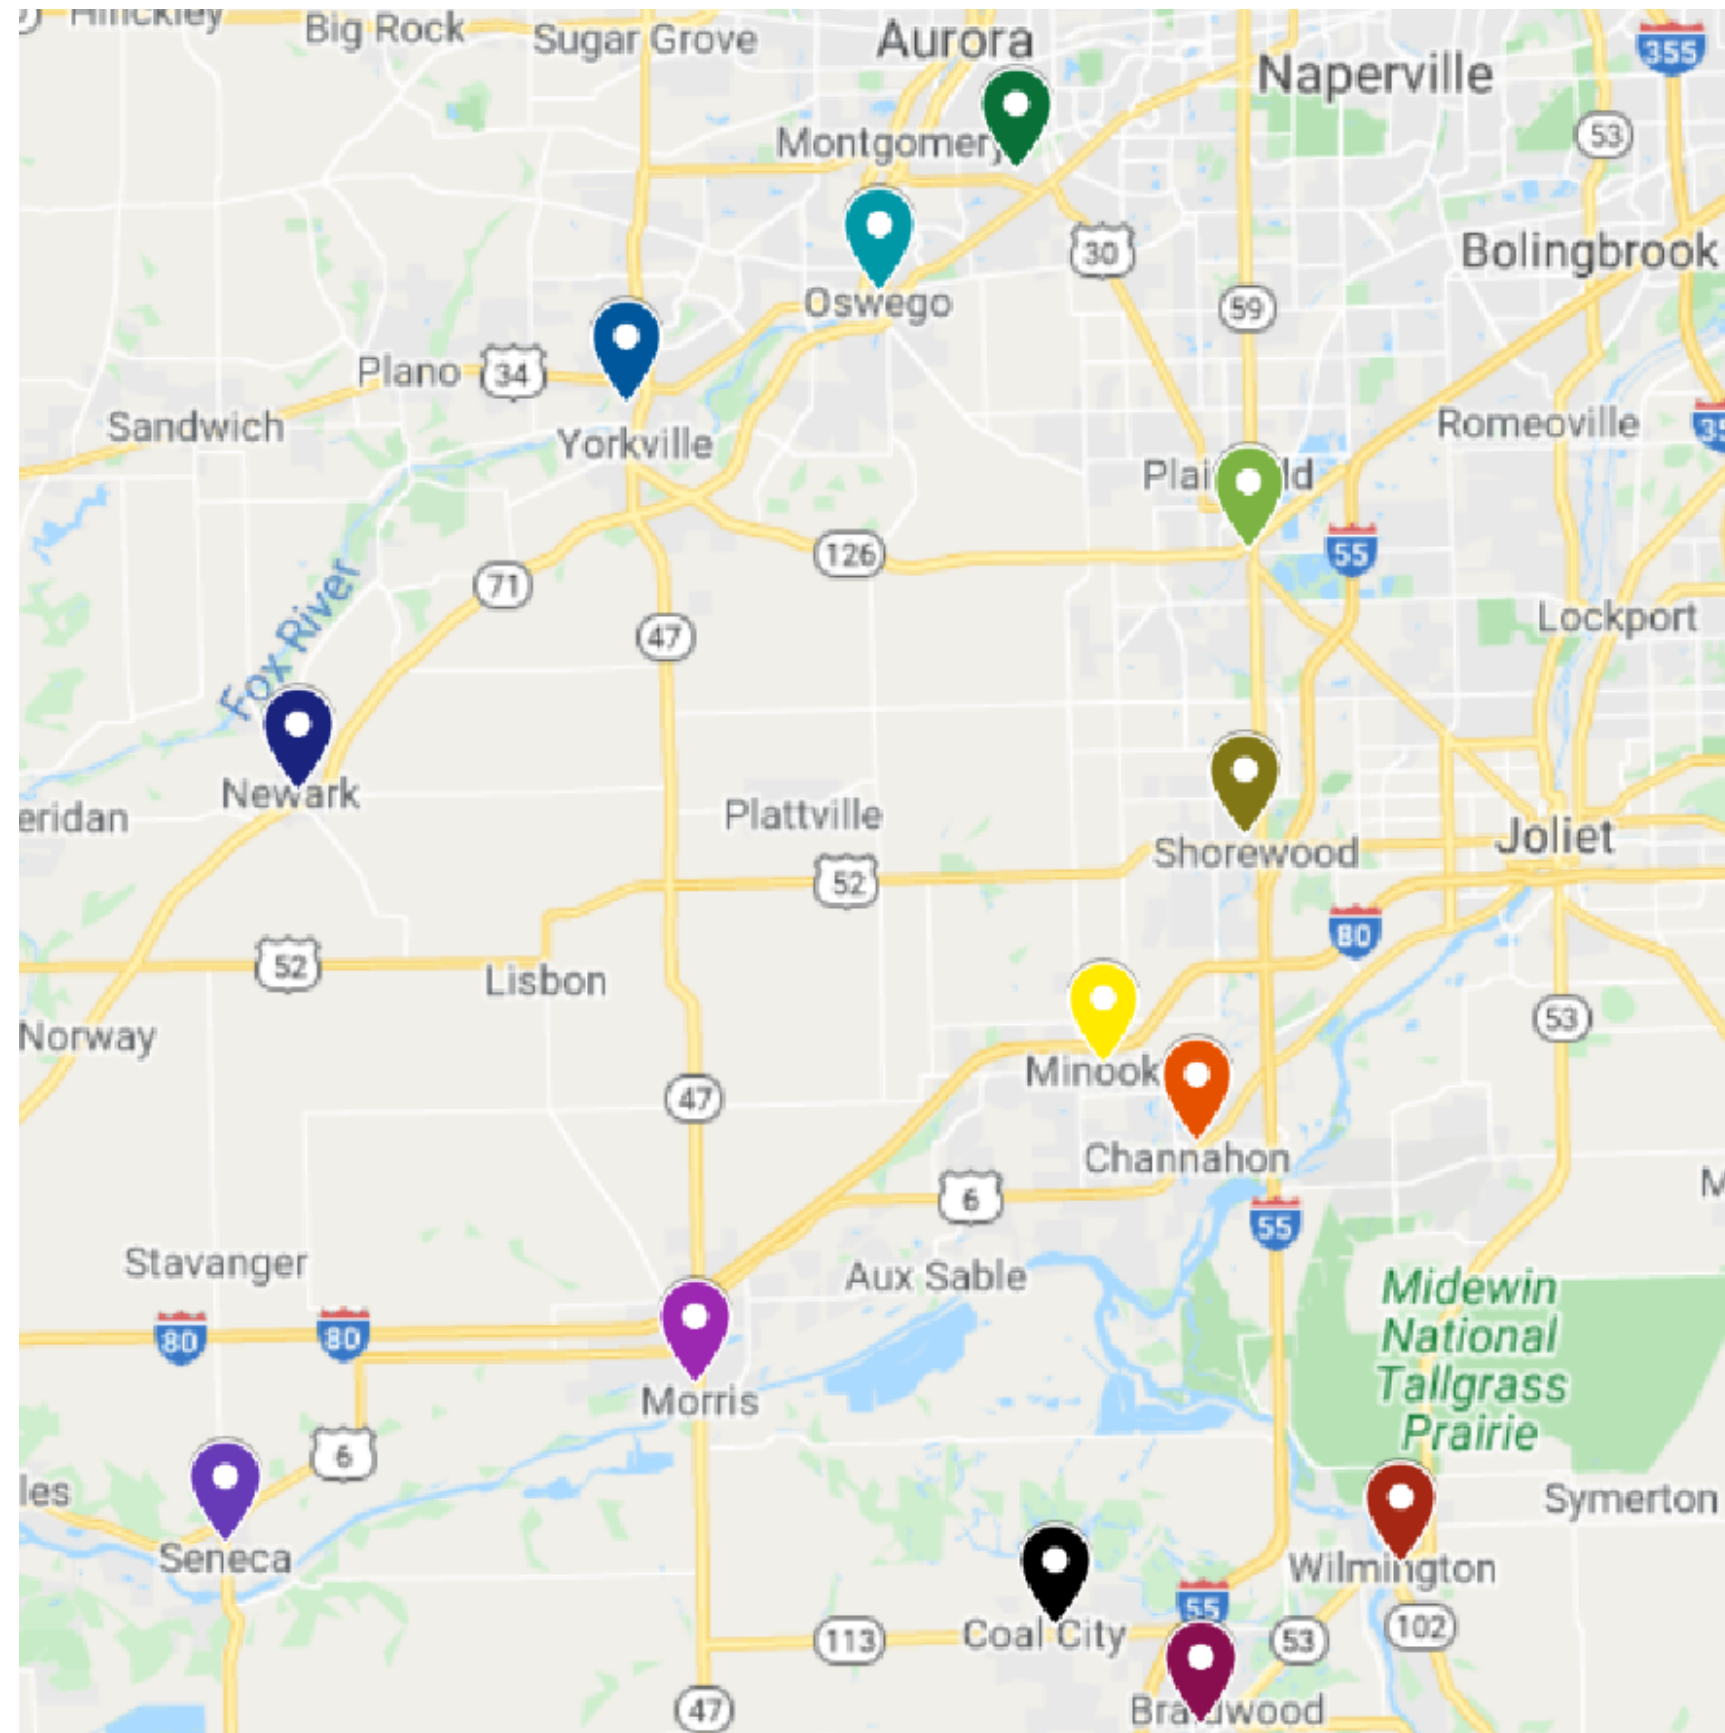 Hinckley
Big Rock
Sugar Grove
Aurora
Naperville
355
53
Montgomery
30
Bolingbrook
Oswego
59
Plano
34
Sandwich
Yorkville
Romeoville
126
55
71
47
Lockport
Fox River
Newark
eridan
Plattville
Shorewood
Joliet
52
80
52
Lisbon
Norway
53
Minook
47
Channahon
6
55
Stavanger
Aux Sable
Midewin
National
Tallgrass
Prairie
80
80
Morris
6
les
Symerton
Seneca
Wilmington
55
Coal City
113
53
102
47